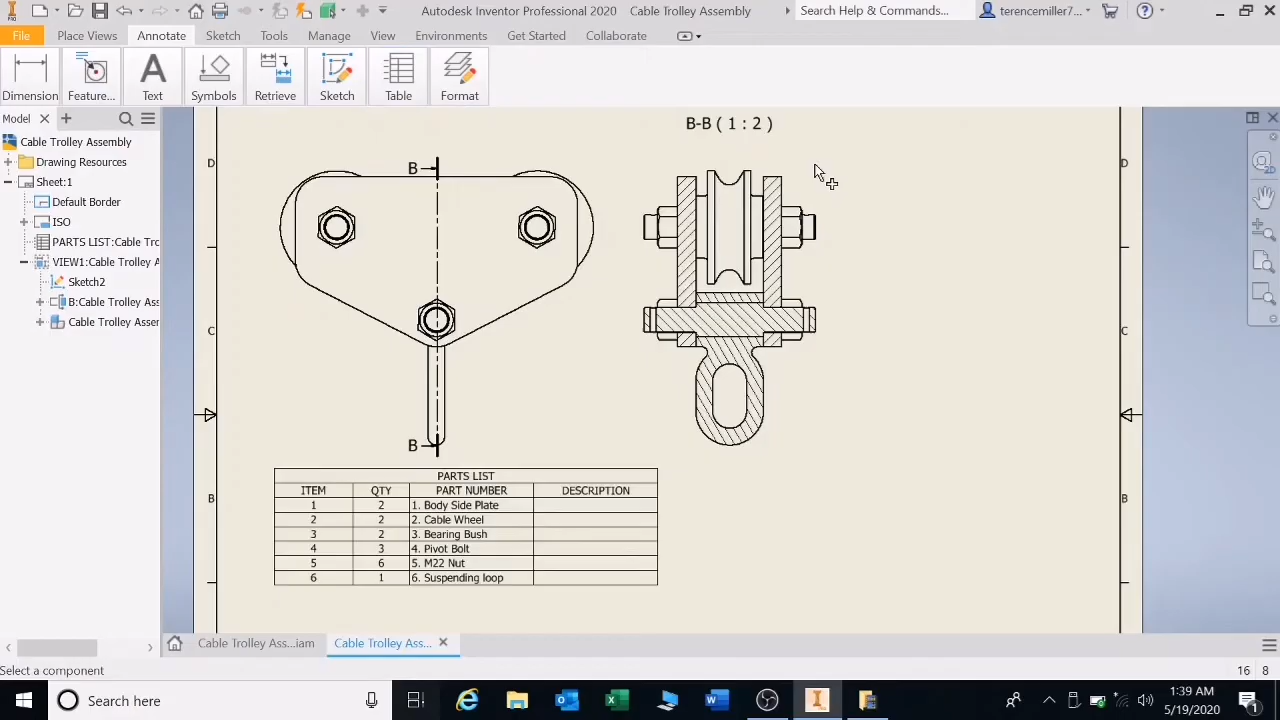 PRO
Autodesk Inventor Professional 2020 Cable Trolley Assembly Search Help & Commands... terencemiller7...
File Place Views Annotate Sketch Tools Manage View Environments Get Started Collaborate
Dimension Feature... Text Symbols Retrieve Sketch Table Format
Model
Cable Trolley Assembly
Drawing Resources
Sheet:1
Default Border
ISO
PARTS LIST:Cable Tro
VIEW1:Cable Trolley A
Sketch2
B:Cable Trolley Ass
Cable Trolley Asser
B-B ( 1 : 2 )
D
D
B
C
C
B
B
B
PARTS LIST
ITEM QTY PART NUMBER DESCRIPTION
1 2 1. Body Side Plate
2 2 2. Cable Wheel
3 2 3. Bearing Bush
4 3 4. Pivot Bolt
5 6 5. M22 Nut
6 1 6. Suspending loop
Cable Trolley Ass...iam Cable Trolley Ass...
Select a component
16 8
Search here
1:39 AM
5/19/2020
1